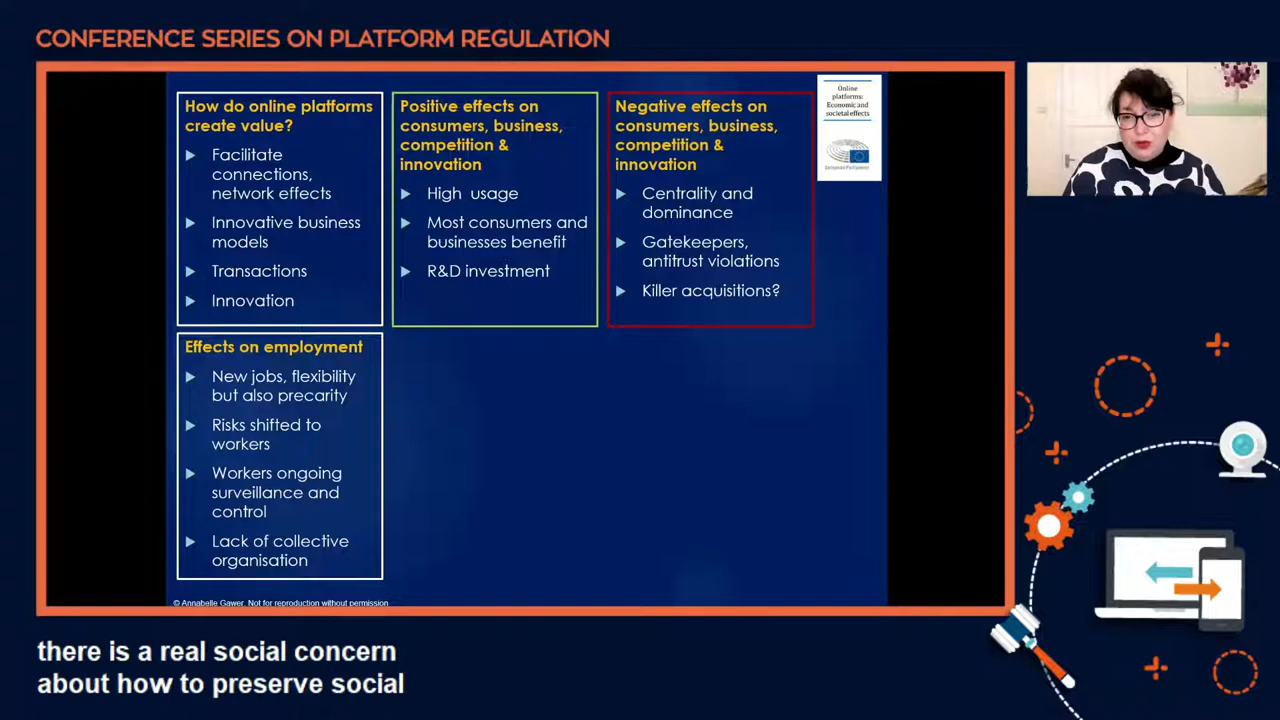 CONFERENCE SERIES ON PLATFORM REGULATION
How do online platforms
create value?
Facilitate
connections,
network effects
Innovative business
models
Transactions
Innovation
Positive effects on
consumers, business,
competition &
innovation
High usage
Most consumers and
businesses benefit
R&D investment
Negative effects on
consumers, business,
competition &
innovation
Centrality and
dominance
Gatekeepers,
antitrust violations
Killer acquisitions?
Online
platforms:
Economic and
societal effects
European Parliament
Effects on employment
New jobs, flexibility
but also precarity
Risks shifted to
workers
Workers ongoing
surveillance and
control
Lack of collective
organisation
© Annabelle Gawer. Not for reproduction without permission
there is a real social concern
about how to preserve social